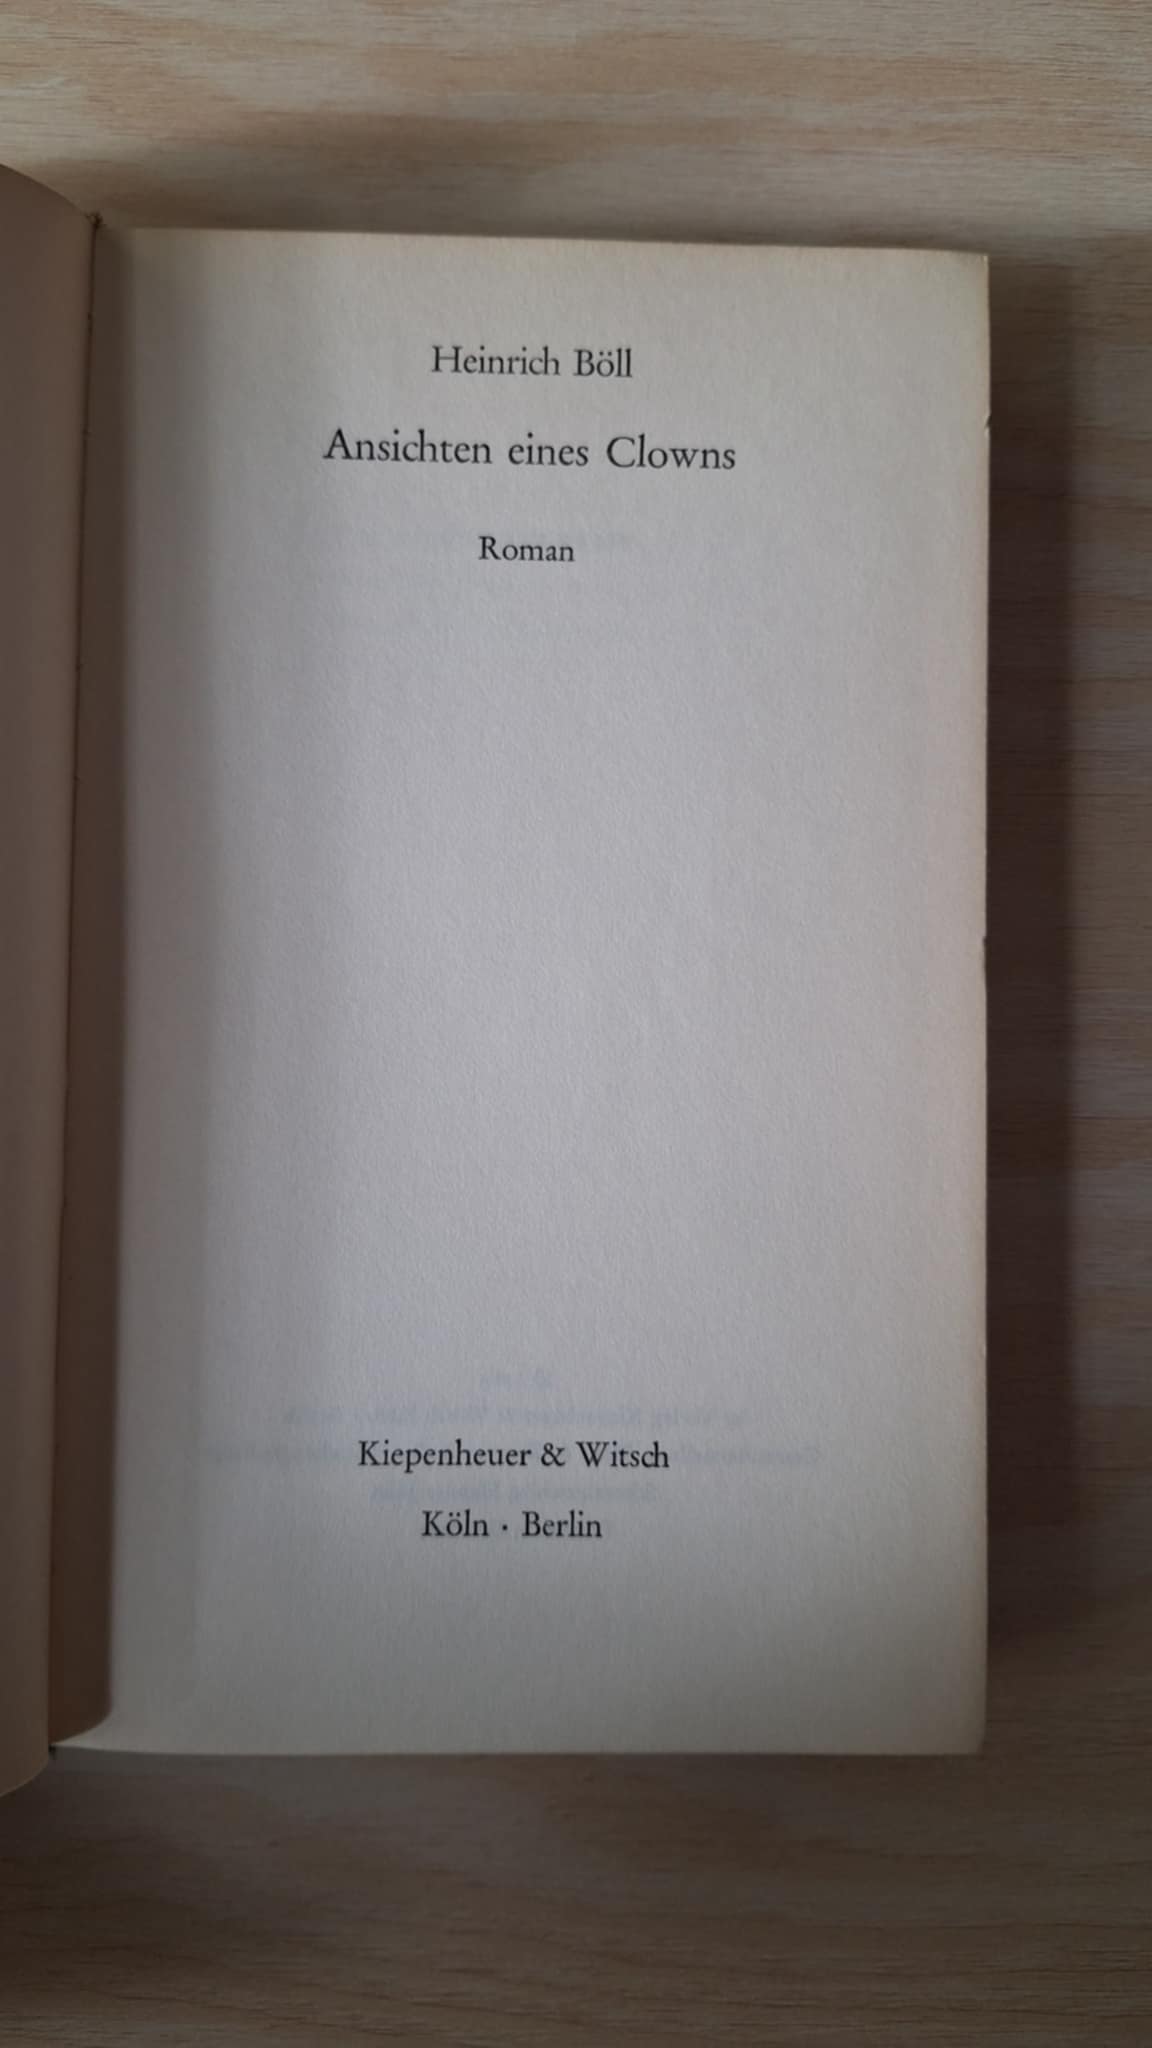 Heinrich Böll
Ansichten eines Clowns
Roman
Kiepenheuer & Witsch
Köln · Berlin